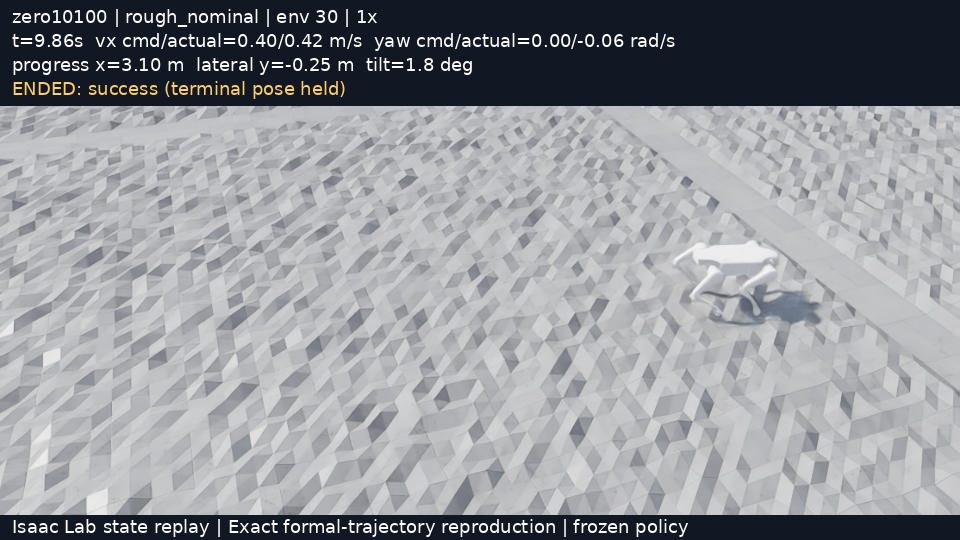 zero10100 | rough_nominal | env 30 | 1x
t=9.86s  vx cmd/actual=0.40/0.42 m/s  yaw cmd/actual=0.00/-0.06 rad/s
progress x=3.10 m  lateral y=-0.25 m  tilt=1.8 deg
ENDED: success (terminal pose held)
Isaac Lab state replay | Exact formal-trajectory reproduction | frozen policy